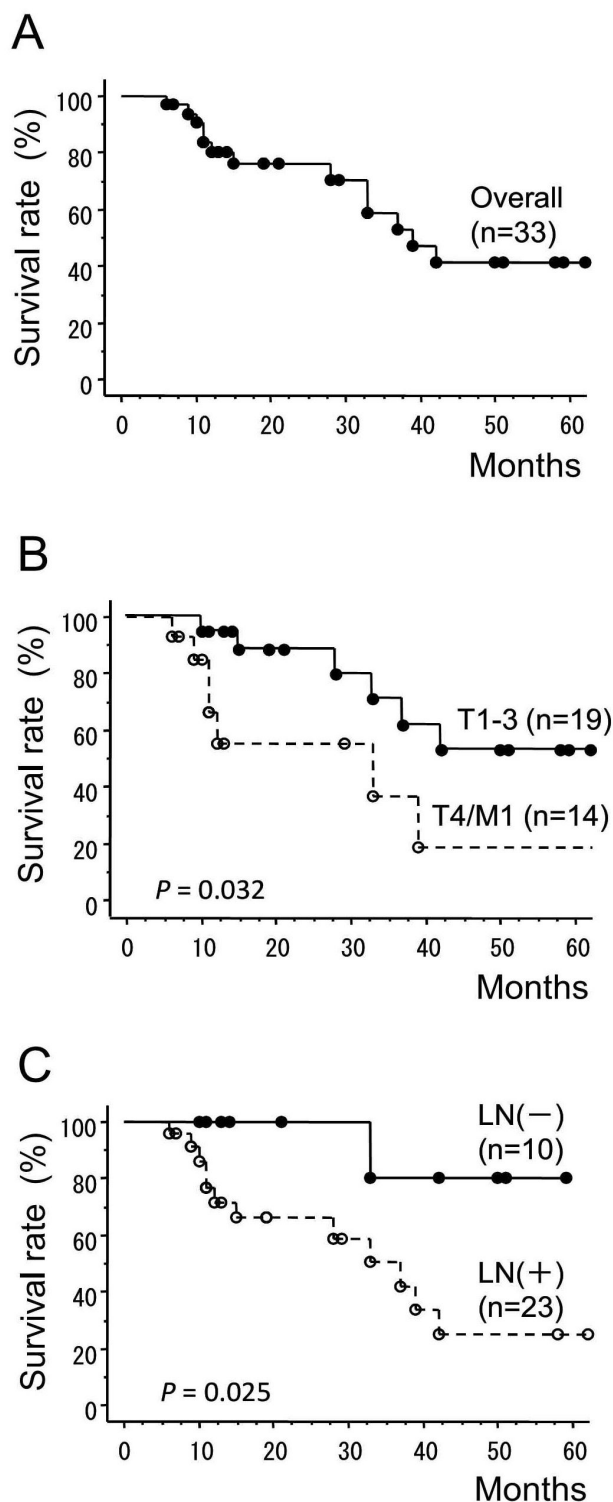 A
Survival rate (%)
100
80
60
40
20
0
Overall
(n=33)
0 10 20 30 40 50 60
Months
B
Survival rate (%)
100
80
60
40
20
0
T1-3 (n=19)
T4/M1 (n=14)
P = 0.032
0 10 20 30 40 50 60
Months
C
Survival rate (%)
100
80
60
40
20
0
LN(−)
(n=10)
LN(+)
(n=23)
P = 0.025
0 10 20 30 40 50 60
Months